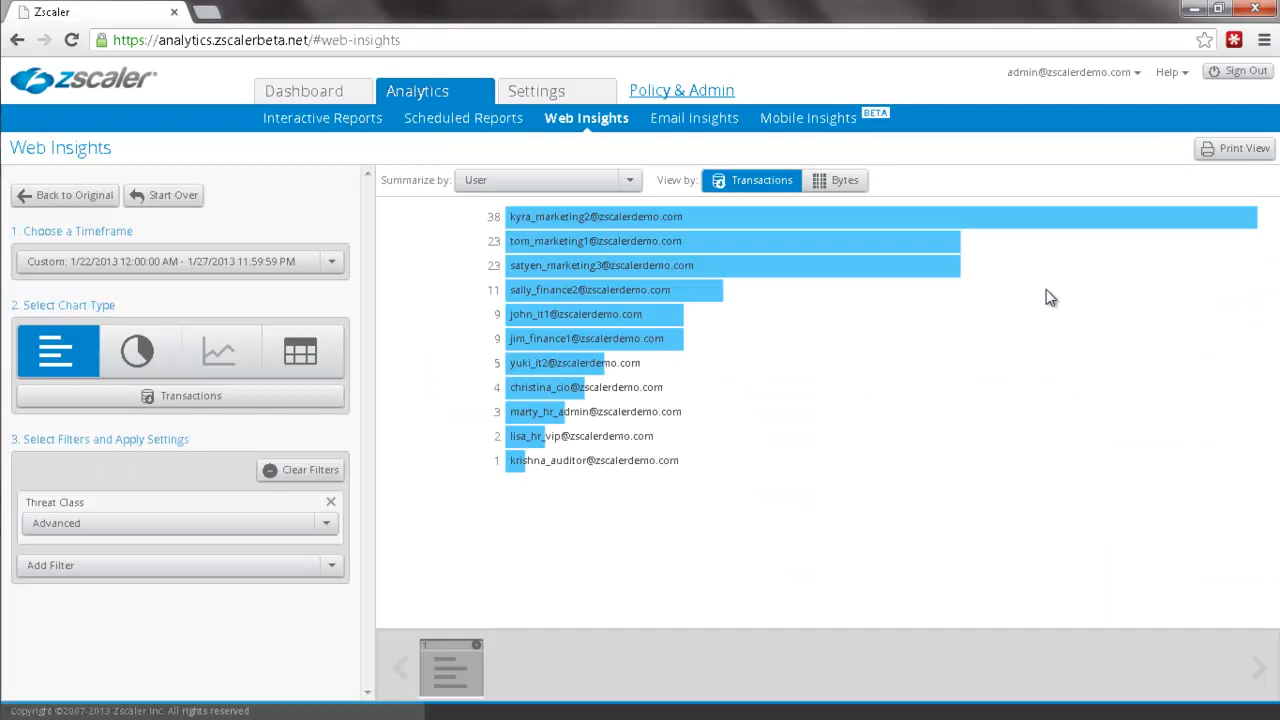 Zscaler
https://analytics.zscalerbeta.net/#web-insights
zscaler
Dashboard Analytics Settings Policy & Admin
admin@zscalerdemo.com Help Sign Out
Interactive Reports Scheduled Reports Web Insights Email Insights Mobile Insights BETA
Web Insights
Print View
Back to Original Start Over
1. Choose a Timeframe
Custom: 1/22/2013 12:00:00 AM - 1/27/2013 11:59:59 PM
2. Select Chart Type
Transactions
3. Select Filters and Apply Settings
Clear Filters
Threat Class
Advanced
Add Filter
Summarize by: User View by: Transactions Bytes
38 kyra_marketing2@zscalerdemo.com
23 tom_marketing1@zscalerdemo.com
23 satyen_marketing3@zscalerdemo.com
11 sally_finance2@zscalerdemo.com
9 john_it1@zscalerdemo.com
9 jim_finance1@zscalerdemo.com
5 yuki_it2@zscalerdemo.com
4 christina_cio@zscalerdemo.com
3 marty_hr_admin@zscalerdemo.com
2 lisa_hr_vip@zscalerdemo.com
1 krishna_auditor@zscalerdemo.com
1
Copyright ©2007-2013 Zscaler Inc. All rights reserved